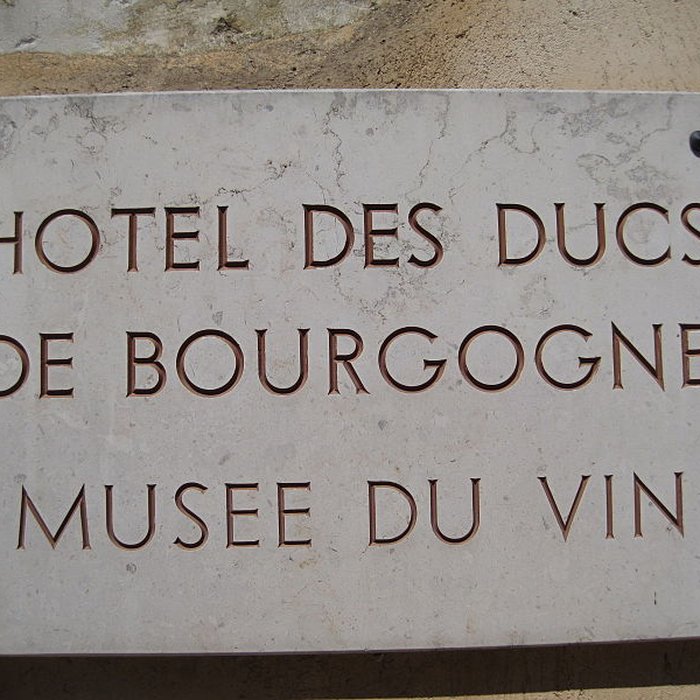 HOTEL DES DUCS
DE BOURGOGNE
MUSEE DU VIN